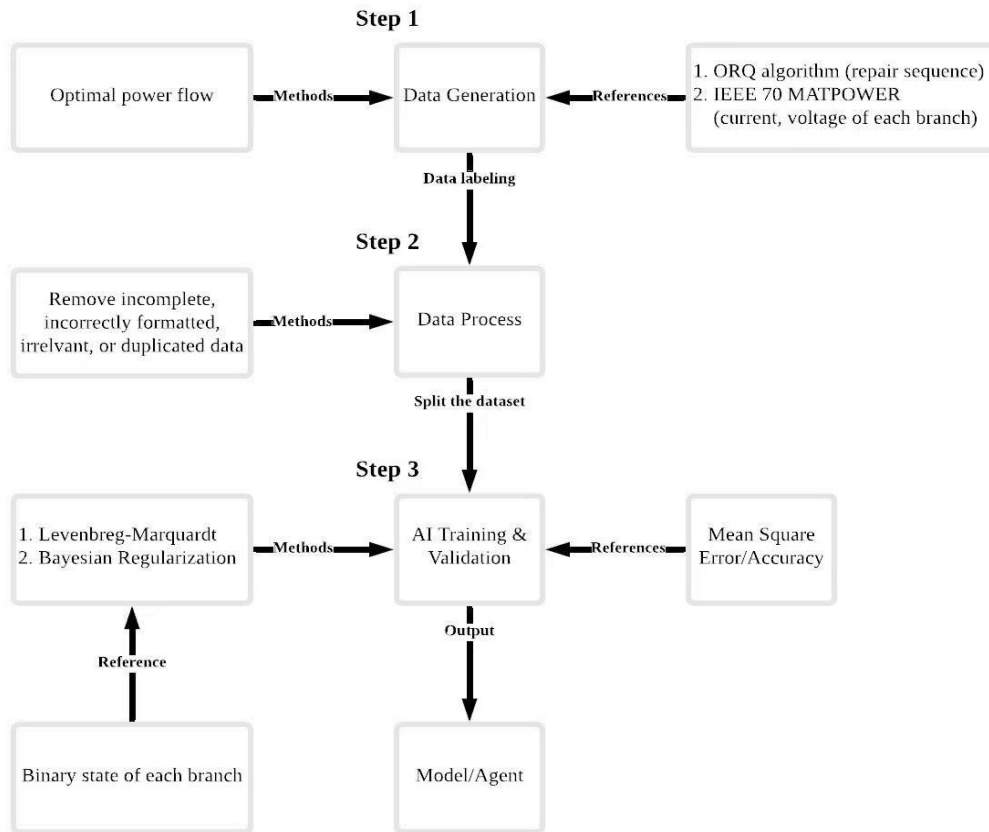 Step 1
Optimal power flow
Methods
Data Generation
References
1. ORQ algorithm (repair sequence)
2. IEEE 70 MATPOWER
(current, voltage of each branch)
Data labeling
Step 2
Remove incomplete,
incorrectly formatted,
irrelvant, or duplicated data
Methods
Data Process
Split the dataset
Step 3
1. Levenbreg-Marquardt
2. Bayesian Regularization
Methods
AI Training &
Validation
References
Mean Square
Error/Accuracy
Reference
Output
Binary state of each branch
Model/Agent